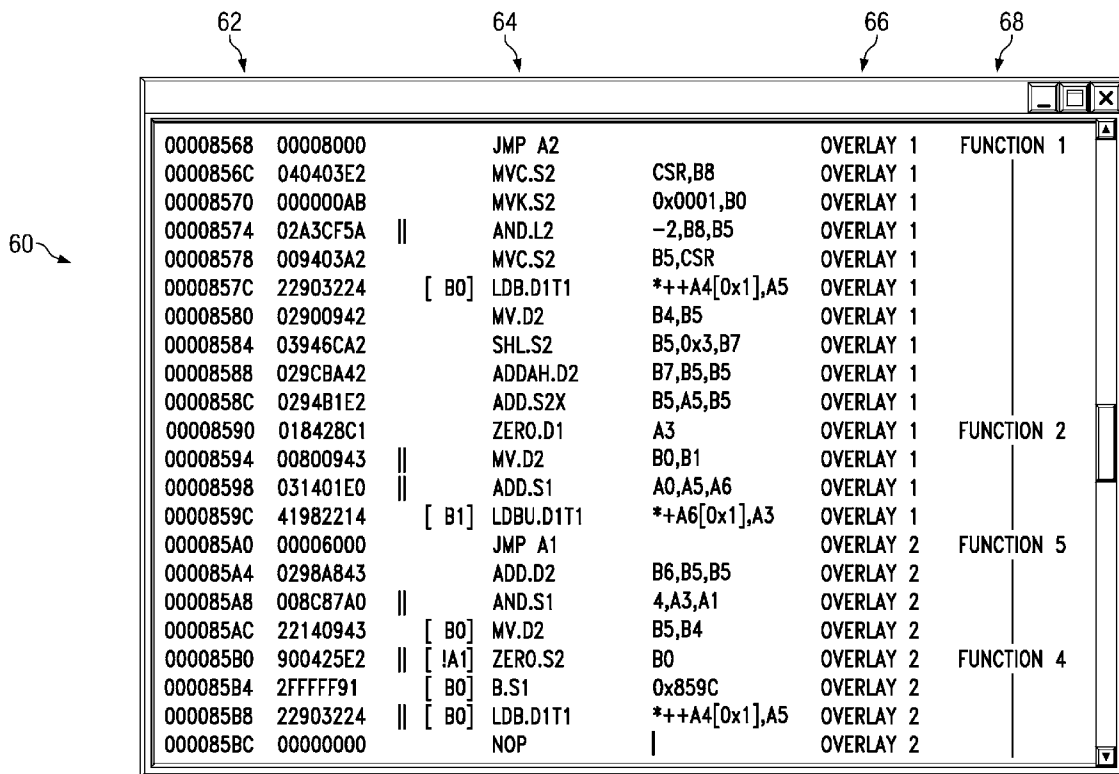 62 64 66 68
60
00008568 00008000 JMP A2 OVERLAY 1 FUNCTION 1
0000856C 040403E2 MVC.S2 CSR,B8 OVERLAY 1
00008570 000000AB MVK.S2 0x0001,B0 OVERLAY 1
00008574 02A3CF5A || AND.L2 -2,B8,B5 OVERLAY 1
00008578 009403A2 MVC.S2 B5,CSR OVERLAY 1
0000857C 22903224 [ B0] LDB.D1T1 *++A4[0x1],A5 OVERLAY 1
00008580 02900942 MV.D2 B4,B5 OVERLAY 1
00008584 03946CA2 SHL.S2 B5,0x3,B7 OVERLAY 1
00008588 029CBA42 ADDAH.D2 B7,B5,B5 OVERLAY 1
0000858C 0294B1E2 ADD.S2X B5,A5,B5 OVERLAY 1
00008590 018428C1 ZERO.D1 A3 OVERLAY 1 FUNCTION 2
00008594 00800943 || MV.D2 B0,B1 OVERLAY 1
00008598 031401E0 || ADD.S1 A0,A5,A6 OVERLAY 1
0000859C 41982214 [ B1] LDBU.D1T1 *+A6[0x1],A3 OVERLAY 1
000085A0 00006000 JMP A1 OVERLAY 2 FUNCTION 5
000085A4 0298A843 ADD.D2 B6,B5,B5 OVERLAY 2
000085A8 008C87A0 || AND.S1 4,A3,A1 OVERLAY 2
000085AC 22140943 [ B0] MV.D2 B5,B4 OVERLAY 2
000085B0 900425E2 || [ !A1] ZERO.S2 B0 OVERLAY 2 FUNCTION 4
000085B4 2FFFFF91 [ B0] B.S1 0x859C OVERLAY 2
000085B8 22903224 || [ B0] LDB.D1T1 *++A4[0x1],A5 OVERLAY 2
000085BC 00000000 NOP OVERLAY 2